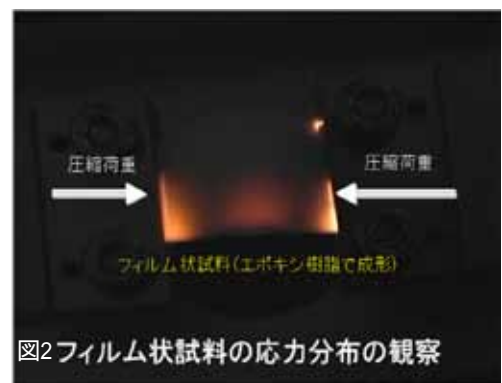 圧縮荷重
圧縮荷重
フィルム状試料(エポキシ樹脂で成形)
図2フィルム状試料の応力分布の観察